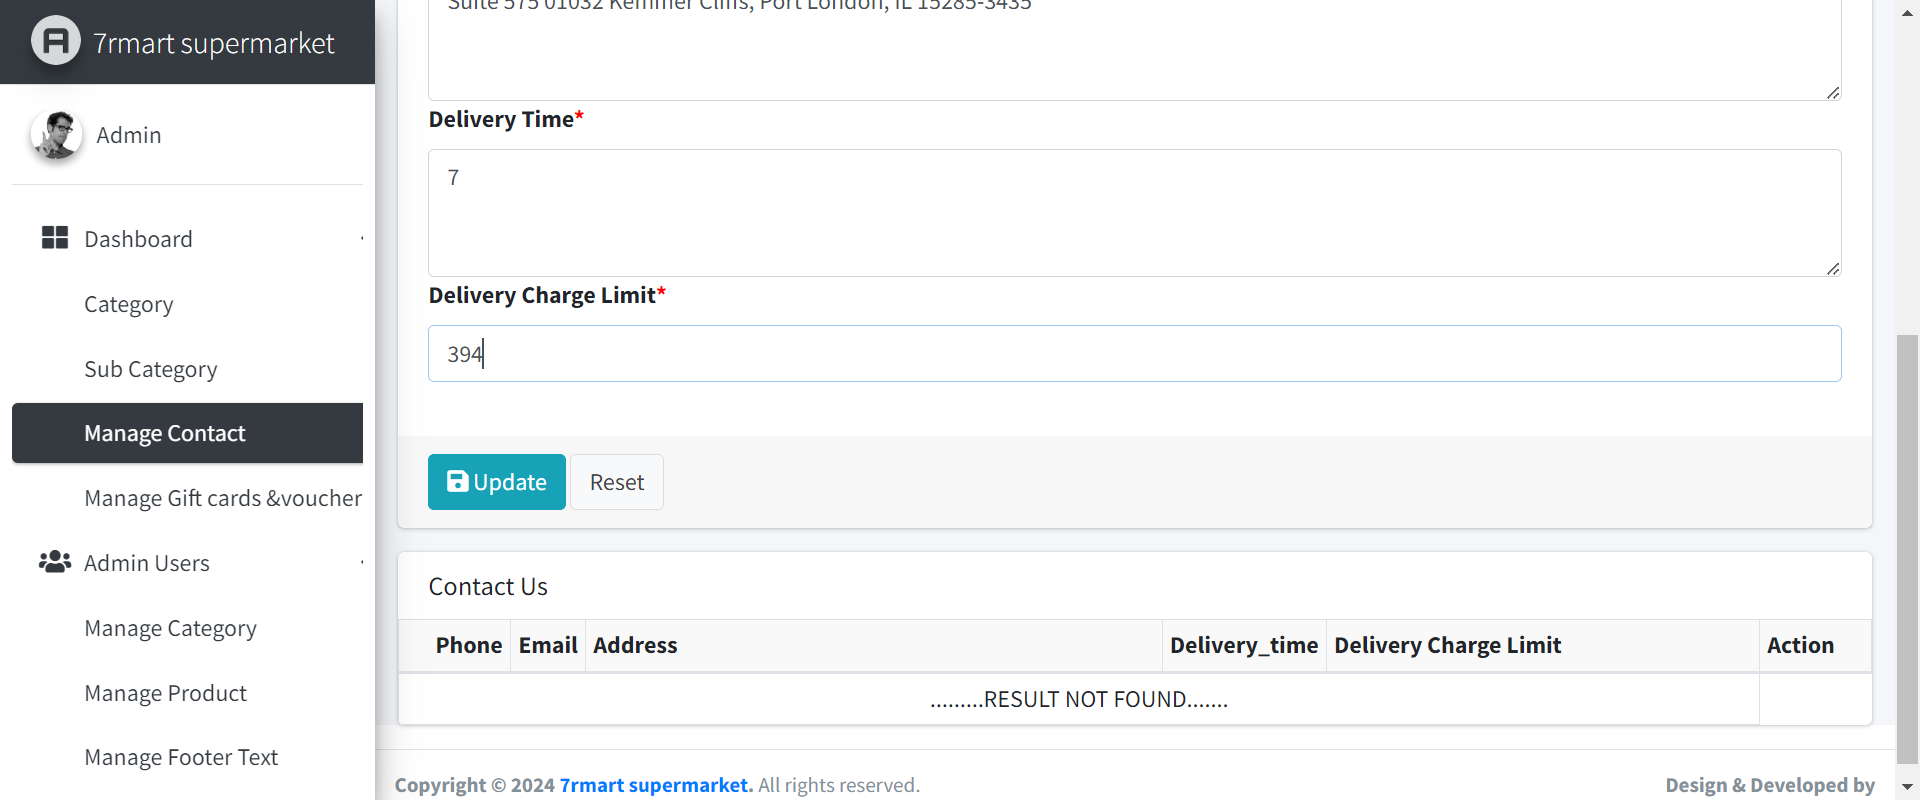 7rmart supermarket
Admin
Dashboard
Category
Sub Category
Manage Contact
Manage Gift cards &voucher
Admin Users
Manage Category
Manage Product
Manage Footer Text
Suite 575 01032 Kemmer Cliffs, Port London, IL 15285-3435
Delivery Time*
7
Delivery Charge Limit*
394
Update Reset
Contact Us
Phone Email Address Delivery_time Delivery Charge Limit Action
.........RESULT NOT FOUND.......
Copyright © 2024 7rmart supermarket. All rights reserved. Design & Developed by